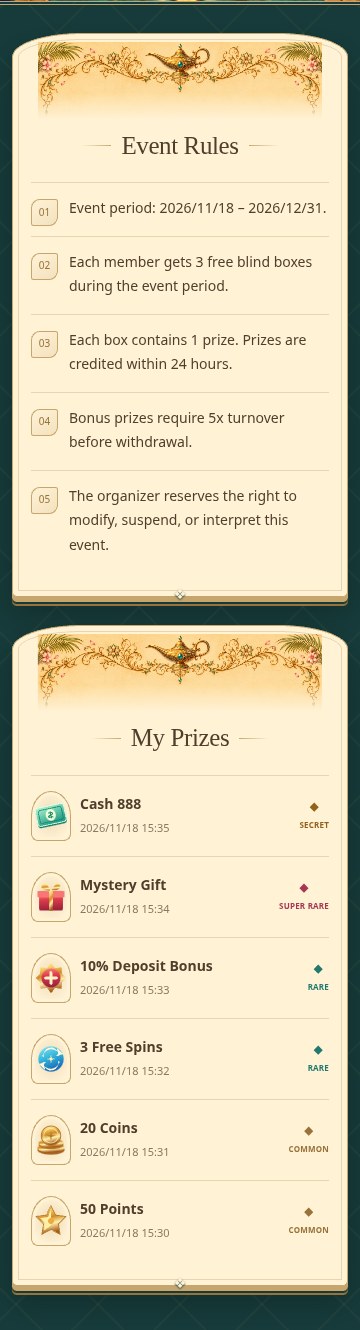 Event Rules
01 Event period: 2026/11/18 – 2026/12/31.
02 Each member gets 3 free blind boxes
during the event period.
03 Each box contains 1 prize. Prizes are
credited within 24 hours.
04 Bonus prizes require 5x turnover
before withdrawal.
05 The organizer reserves the right to
modify, suspend, or interpret this
event.
My Prizes
Cash 888
2026/11/18 15:35
SECRET
Mystery Gift
2026/11/18 15:34
SUPER RARE
10% Deposit Bonus
2026/11/18 15:33
RARE
3 Free Spins
2026/11/18 15:32
RARE
20 Coins
2026/11/18 15:31
COMMON
50 Points
2026/11/18 15:30
COMMON